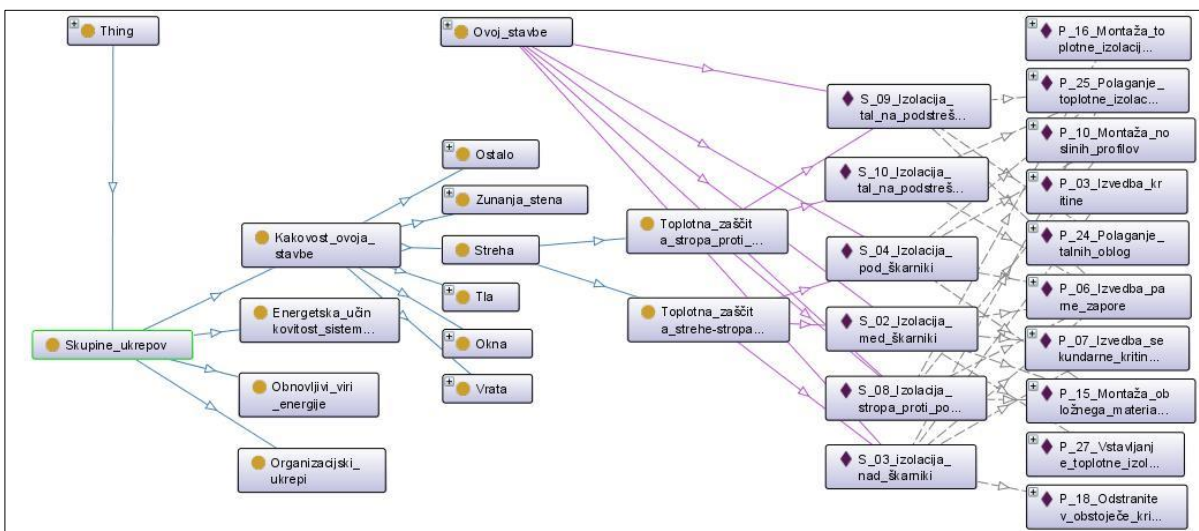 Thing
Skupine_ukrepov
Kakovost_ovoja_
stavbe
Energetska_učin
kovitost_sistem...
Obnovljivi_viri
_energije
Organizacijski_
ukrepi
Ovoj_stavbe
Ostalo
Zunanja_stena
Streha
Tla
Okna
Vrata
Toplotna_zaščit
a_stropa_proti_...
Toplotna_zaščit
a_strehe-stropa...
S_09_Izolacija_
tal_na_podstreš...
S_10_Izolacija_
tal_na_podstreš...
S_04_Izolacija_
pod_škarniki
S_02_Izolacija_
med_škarniki
S_08_Izolacija_
stropa_proti_po...
S_03_izolacija_
nad_škarniki
P_16_Montaža_to
plotne_izolacij...
P_25_Polaganje_
toplotne_izolac...
P_10_Montaža_no
silnih_profilov
P_03_Izvedba_kr
itine
P_24_Polaganje_
talnih_oblog
P_06_Izvedba_pa
rne_zapore
P_07_Izvedba_se
kundarne_kritin...
P_15_Montaža_ob
ložnega_materia...
P_27_Vstavljanj
e_toplotne_izol...
P_18_Odstranite
v_obstoječe_kri...